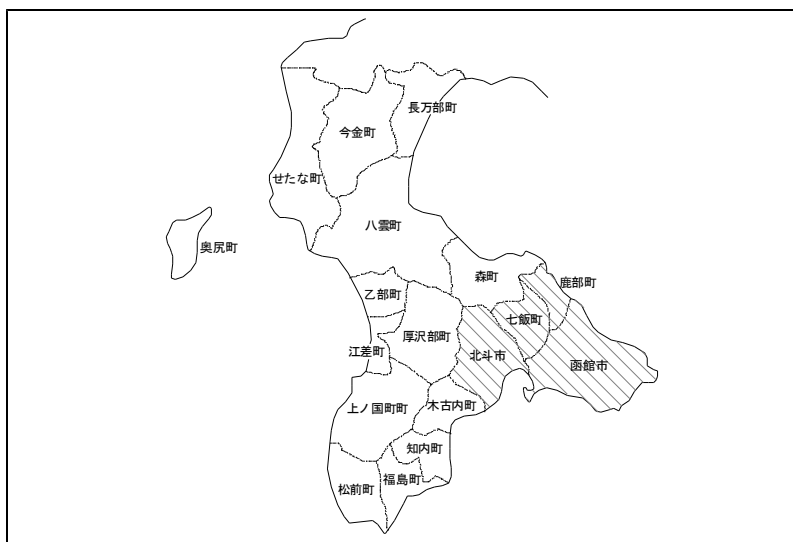 長万部町
今金町
せたな町
八雲町
奥尻町
森町
鹿部町
乙部町
七飯町
厚沢部町
江差町
北斗市
函館市
上ノ国町町
木古内町
知内町
福島町
松前町